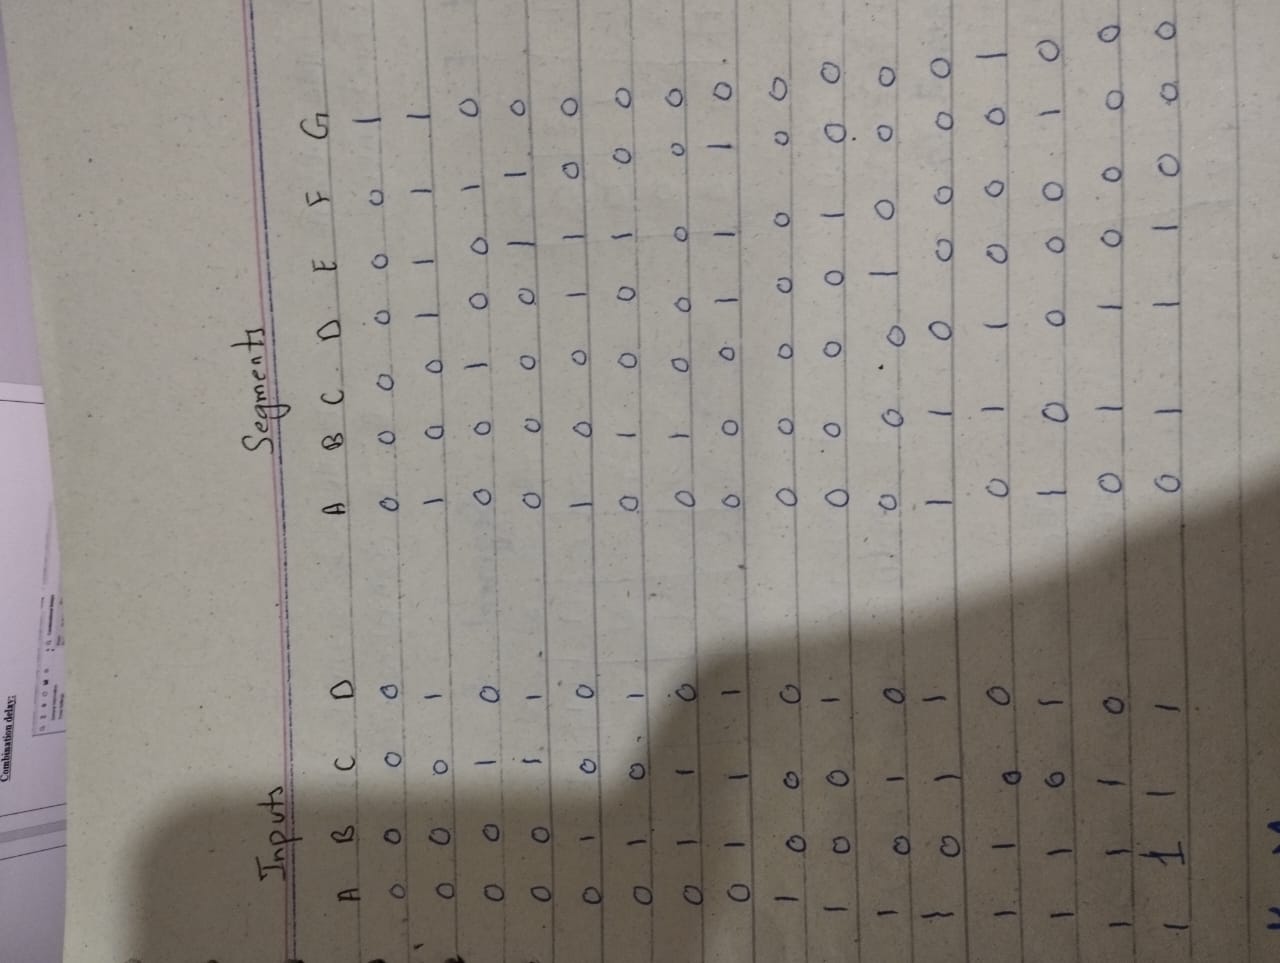 Combination delay:
Inputs Segments
A B C D A B C D E F G
0 0 0 0 0 0 0 0 0 0 1
0 0 0 1 1 0 0 1 1 1 1
0 0 1 0 0 0 1 0 0 1 0
0 0 1 1 0 0 0 0 1 1 0
0 1 0 0 1 0 0 1 1 0 0
0 1 0 1 0 1 0 0 1 0 0
0 1 1 0 0 1 0 0 0 0 0
0 1 1 1 0 0 0 1 1 1 0
1 0 0 0 0 0 0 0 0 0 0
1 0 0 1 0 0 0 0 1 0 0
1 0 1 0 0 0 0 1 0 0 0
1 0 1 1 1 1 0 0 0 0 0
1 1 0 0 0 1 1 0 0 0 1
1 1 0 1 1 0 0 0 0 1 0
1 1 1 0 0 1 1 0 0 0 0
1 1 1 1 0 1 1 1 0 0 0